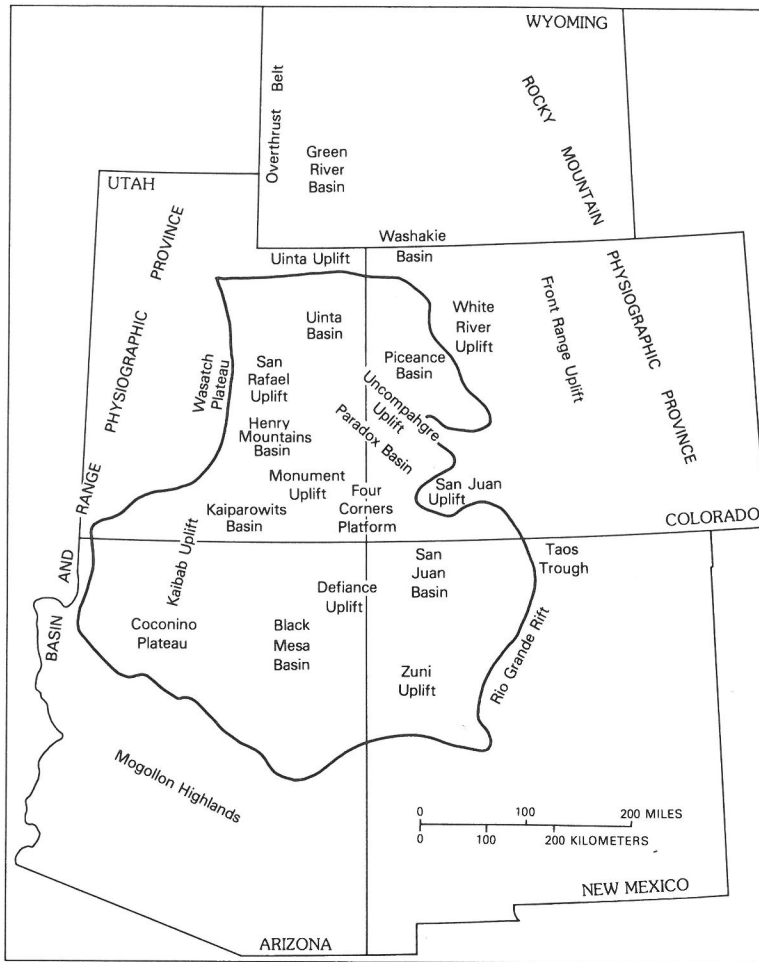 WYOMING
Overthrust Belt
ROCKY MOUNTAIN PHYSIOGRAPHIC PROVINCE
Green
River
Basin
UTAH
BASIN AND RANGE PHYSIOGRAPHIC PROVINCE
Washakie
Basin
Uinta Uplift
Uinta
Basin
White
River
Uplift
Front Range Uplift
Piceance
Basin
Wasatch
Plateau
San
Rafael
Uplift
Uncompahgre
Uplift
Henry
Mountains
Basin
Paradox Basin
Monument
Uplift
Four
Corners
Platform
San Juan
Uplift
Kaiparowits
Basin
COLORADO
Kaibab Uplift
San
Juan
Basin
Taos
Trough
Defiance
Uplift
Coconino
Plateau
Black
Mesa
Basin
Zuni
Uplift
Rio Grande Rift
Mogollon Highlands
0 100 200 MILES
0 100 200 KILOMETERS
NEW MEXICO
ARIZONA